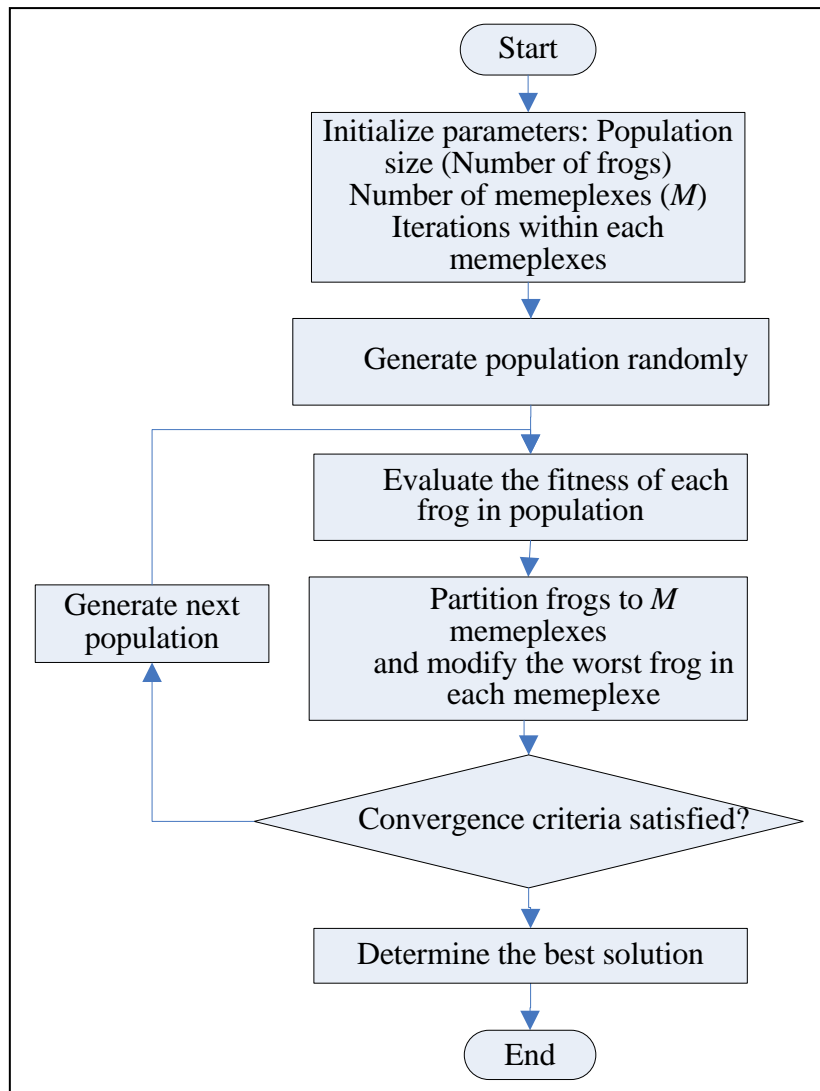 Start
Initialize parameters: Population
size (Number of frogs)
Number of memeplexes (M)
Iterations within each
memeplexes
Generate population randomly
Evaluate the fitness of each
frog in population
Generate next
population
Partition frogs to M
memeplexes
and modify the worst frog in
each memeplexe
Convergence criteria satisfied?
Determine the best solution
End